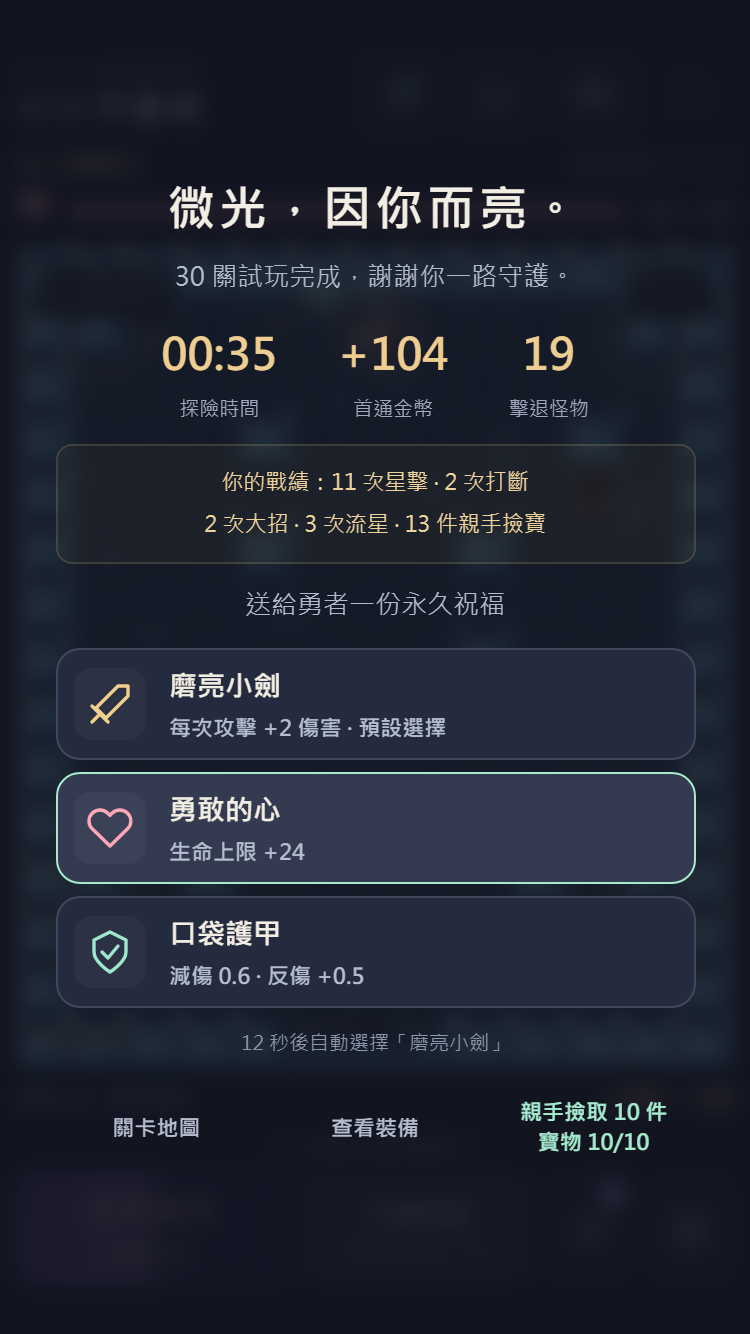 微光，因你而亮。
30 關試玩完成，謝謝你一路守護。
00:35 +104 19
探險時間 首通金幣 擊退怪物
你的戰績：11 次星擊 · 2 次打斷
2 次大招 · 3 次流星 · 13 件親手撿寶
送給勇者一份永久祝福
磨亮小劍
每次攻擊 +2 傷害 · 預設選擇
勇敢的心
生命上限 +24
口袋護甲
減傷 0.6 · 反傷 +0.5
12 秒後自動選擇「磨亮小劍」
關卡地圖 查看裝備 親手撿取 10 件
寶物 10/10